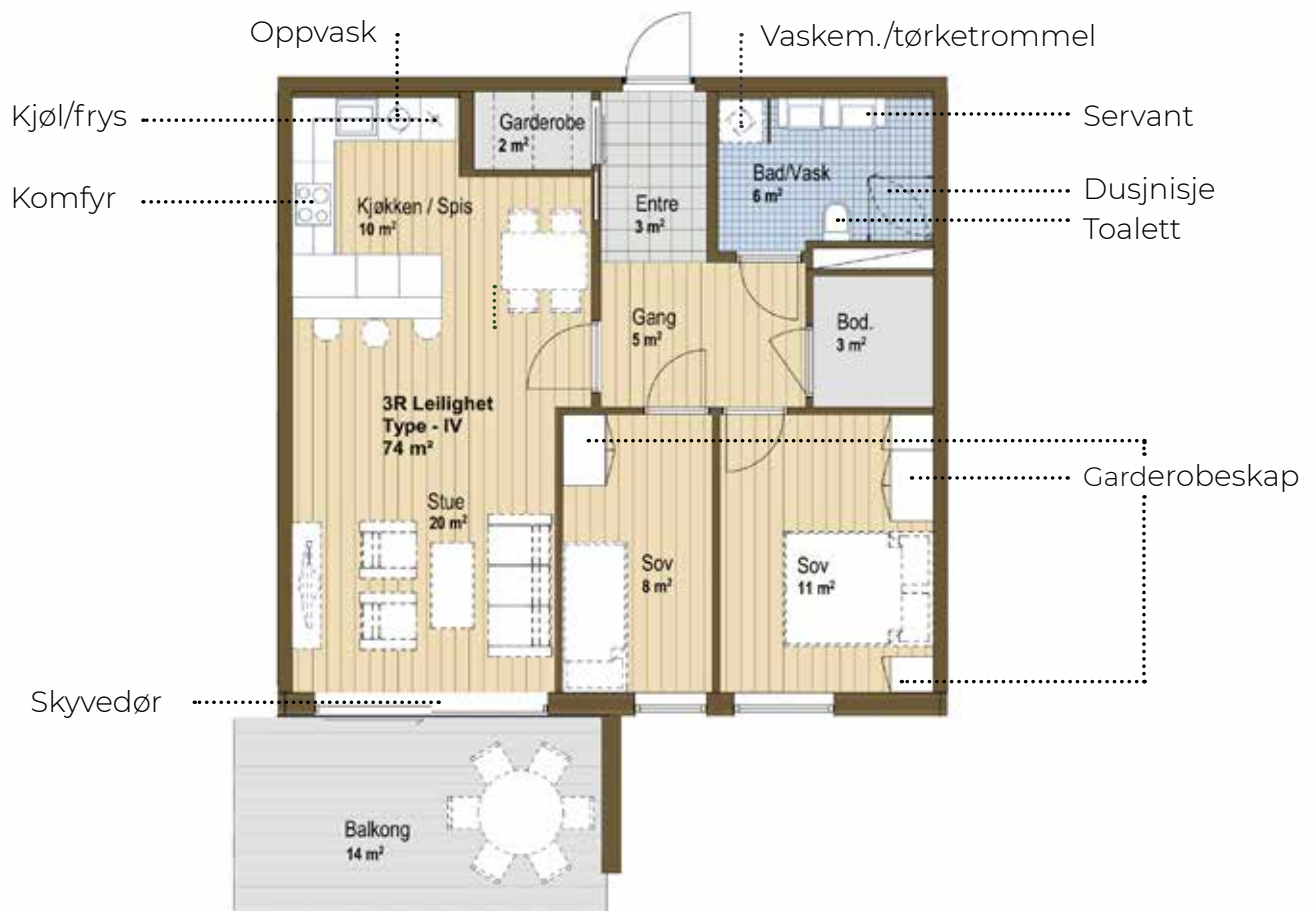 Oppvask
Vaskem./tørketrommel
Kjøl/frys
Servant
Garderobe
2 m²
Bad/Vask
6 m²
Dusjnisje
Komfyr
Kjøkken / Spis
10 m²
Entre
3 m²
Toalett
Gang
5 m²
Bod.
3 m²
3R Leilighet
Type - IV
74 m²
Garderobeskap
Stue
20 m²
Sov
8 m²
Sov
11 m²
Skyvedør
Balkong
14 m²